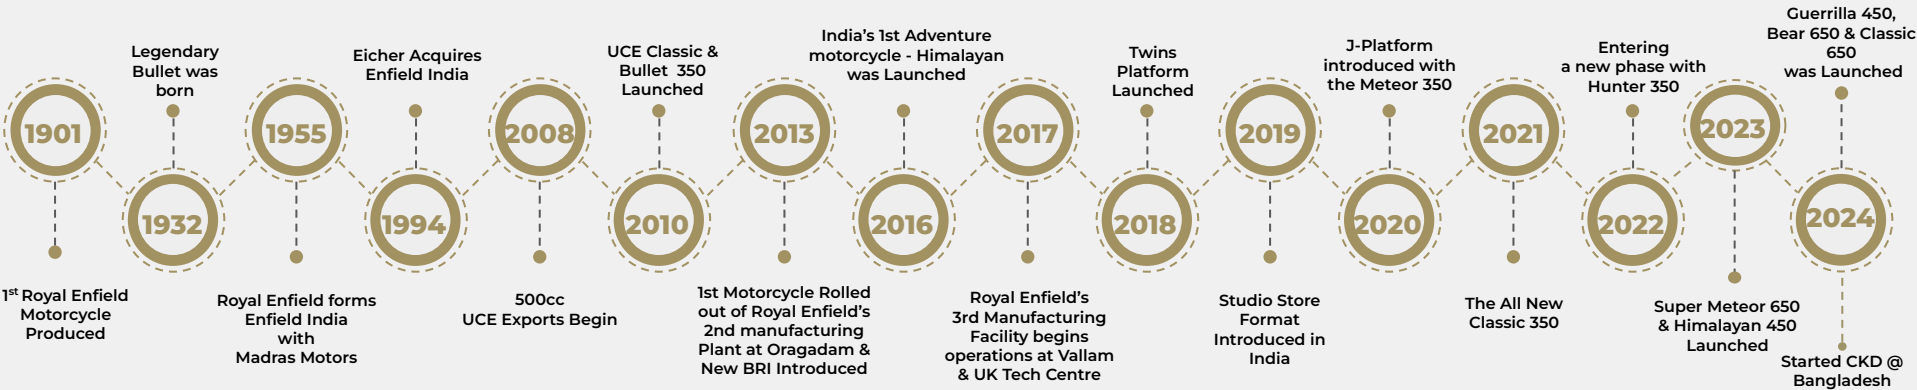 1901
1st Royal Enfield
Motorcycle
Produced
Legendary
Bullet was
born
1932
1955
Royal Enfield forms
Enfield India
with
Madras Motors
Eicher Acquires
Enfield India
1994
2008
500cc
UCE Exports Begin
UCE Classic &
Bullet 350
Launched
2010
2013
1st Motorcycle Rolled
out of Royal Enfield's
2nd manufacturing
Plant at Oragadam &
New BRI Introduced
India's 1st Adventure
motorcycle - Himalayan
was Launched
2016
2017
Royal Enfield's
3rd Manufacturing
Facility begins
operations at Vallam
& UK Tech Centre
Twins
Platform
Launched
2018
2019
Studio Store
Format
Introduced in
India
J-Platform
introduced with
the Meteor 350
2020
2021
The All New
Classic 350
Entering
a new phase with
Hunter 350
2022
2023
Super Meteor 650
& Himalayan 450
Launched
Guerrilla 450,
Bear 650 & Classic
650
was Launched
2024
Started CKD @
Bangladesh